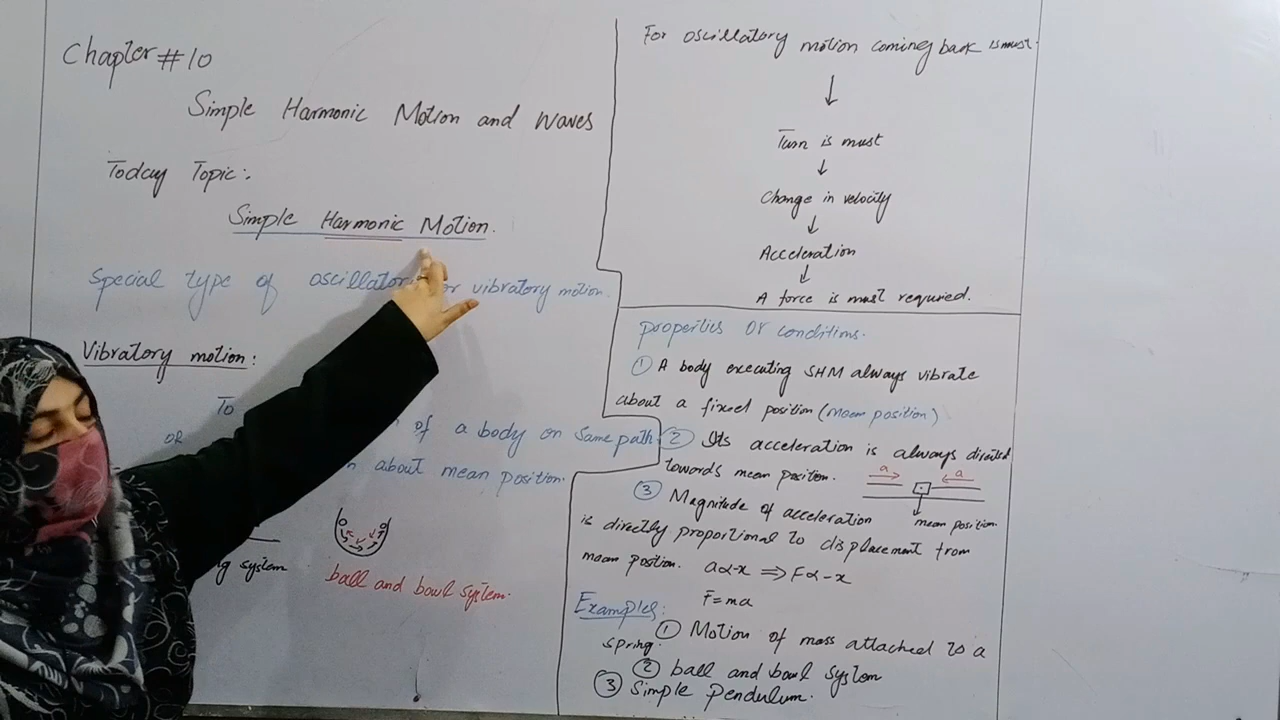 Chapter # 10
Simple Harmonic Motion and Waves
Today Topic:.
Simple Harmonic Motion.
Special type of oscillator or vibratory motion.
Vibratory motion:
To
of a body on same path.
OR
about mean position.
system
ball and bowl system.
For oscillatory motion coming back is must.
↓
Turn is must
↓
Change in velocity
↓
Acceleration
↓
A force is must required.
properties or conditions.
① A body executing SHM always vibrate
about a fixed position (mean position)
② Its acceleration is always directed
towards mean position.
a a
mean position.
③ Magnitude of acceleration
is directly proportional to displacement from
mean position. a∝-x ⇒ F∝-x
F=ma
Examples:
① Motion of mass attached to a
spring.
② ball and bowl system
③ Simple pendulum.